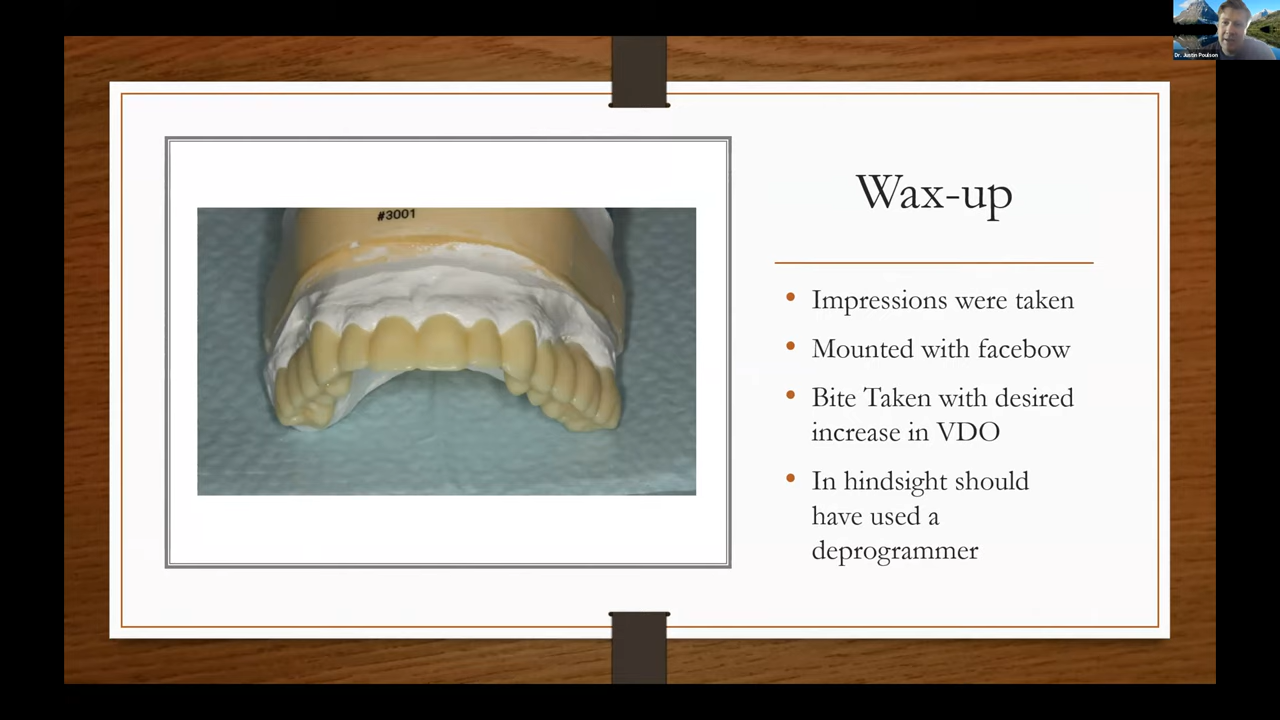 Dr. Justin Poulson
#3001
Wax-up
• Impressions were taken
• Mounted with facebow
• Bite Taken with desired
increase in VDO
• In hindsight should
have used a
deprogrammer